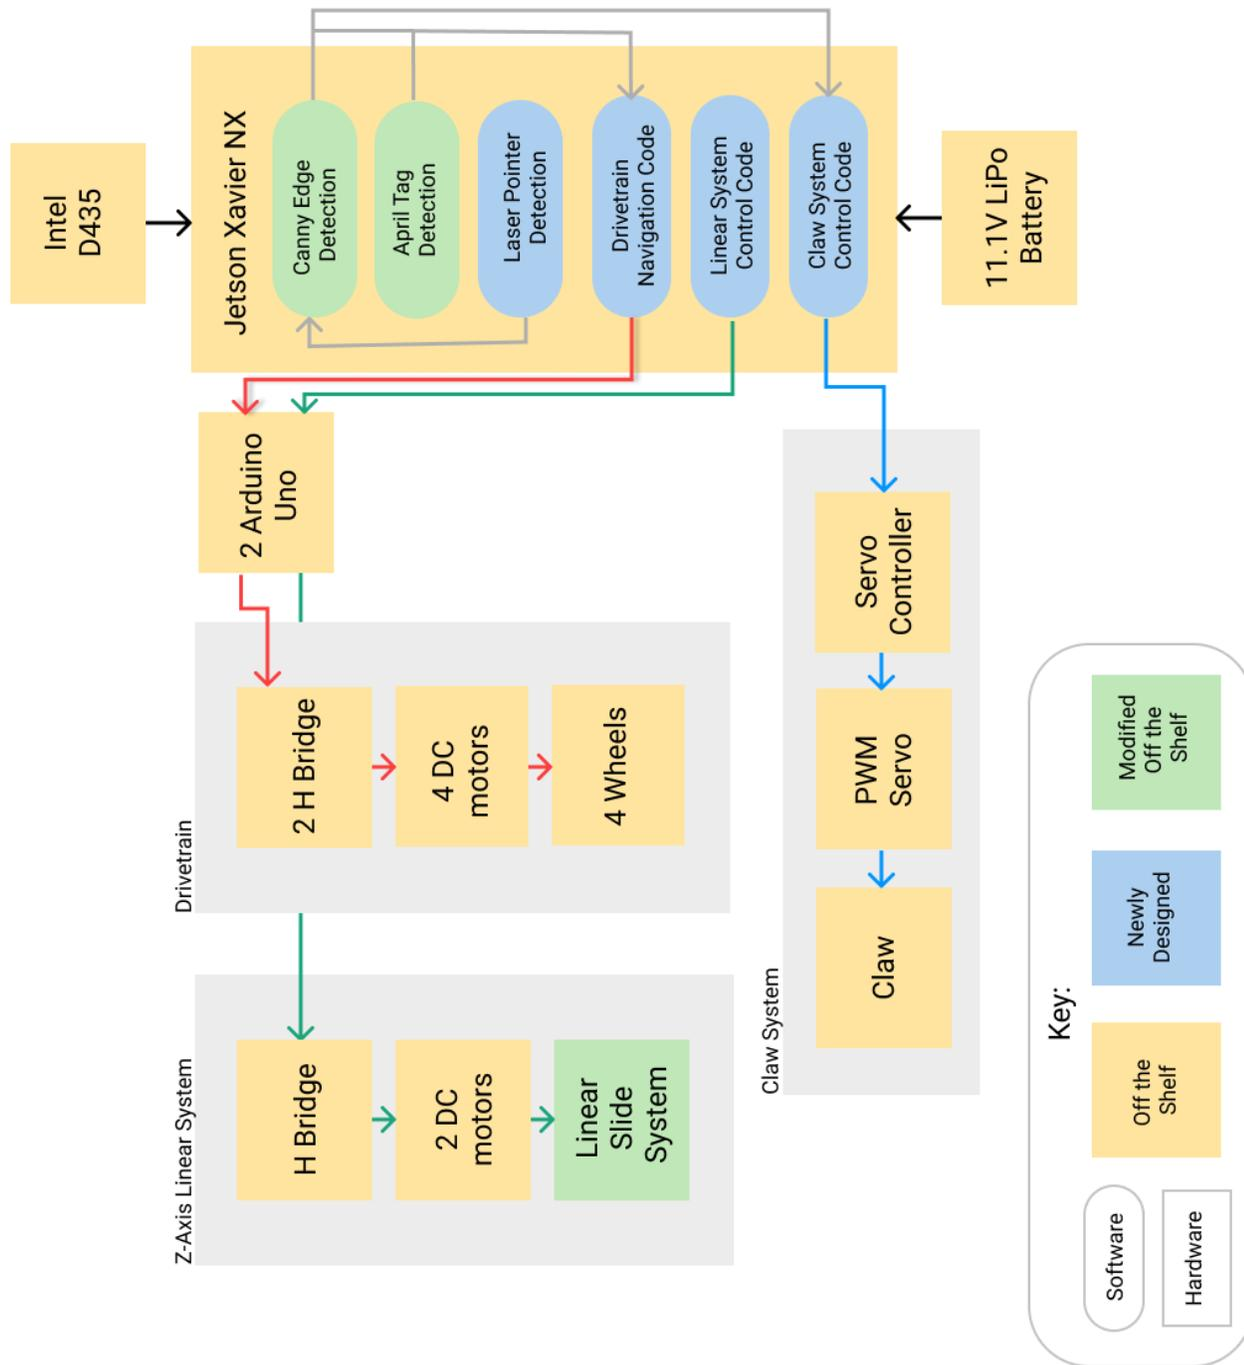 Intel
D435
Jetson Xavier NX
Canny Edge
Detection
April Tag
Detection
Laser Pointer
Detection
Drivetrain
Navigation Code
Linear System
Control Code
Claw System
Control Code
11.1V LiPo
Battery
2 Arduino
Uno
Drivetrain
2 H Bridge
4 DC
motors
4 Wheels
Z-Axis Linear System
H Bridge
2 DC
motors
Linear
Slide
System
Claw System
Servo
Controller
PWM
Servo
Claw
Key:
Software
Hardware
Off the
Shelf
Newly
Designed
Modified
Off the
Shelf